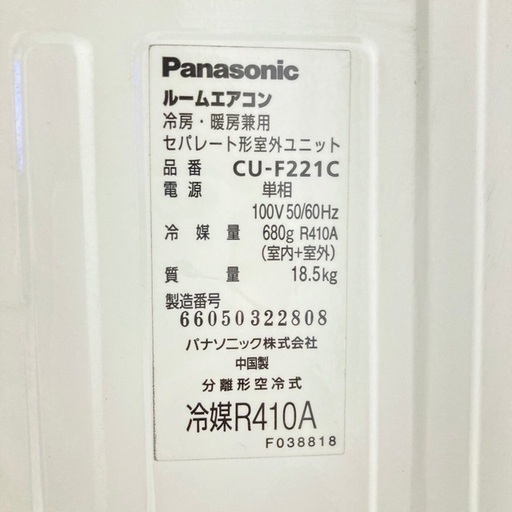 Panasonic
ルームエアコン
冷房・暖房兼用
セパレート形室外ユニット
品番 CU-F221C
電源 単相
100V 50/60Hz
冷媒量 680g R410A
(室内+室外)
質量 18.5kg
製造番号
66050322808
パナソニック株式会社
中国製
分離形空冷式
冷媒R410A
F038818